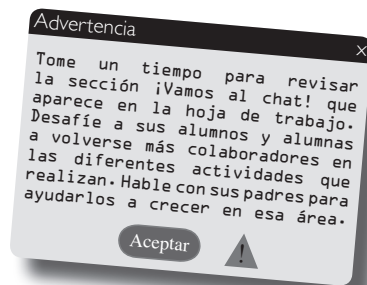 Advertencia
X
Tome un tiempo para revisar
la sección ¡Vamos al chat! que
aparece en la hoja de trabajo.
Desafíe a sus alumnos y alumnas
a volverse más colaboradores en
las diferentes actividades que
realizan. Hable con sus padres para
ayudarlos a crecer en esa área.
Aceptar
!